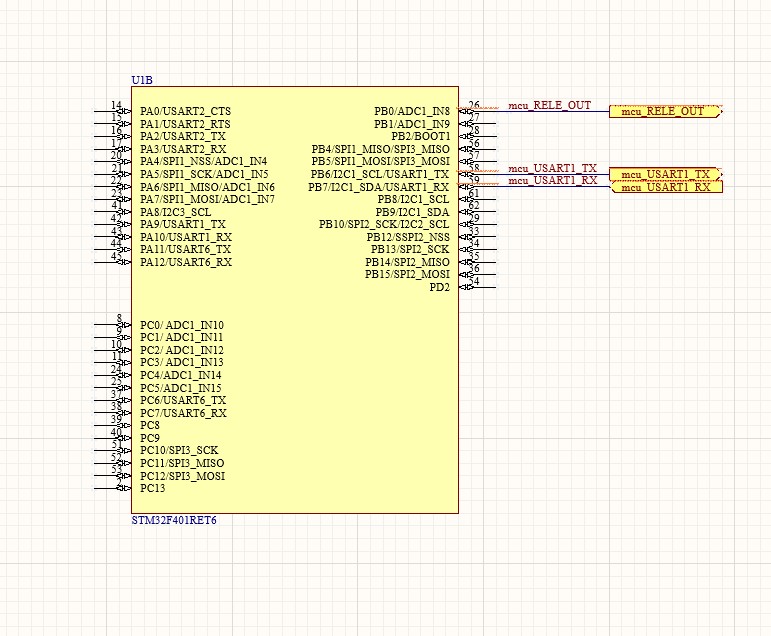 U1B
14 PA0/USART2_CTS
15 PA1/USART2_RTS
16 PA2/USART2_TX
17 PA3/USART2_RX
20 PA4/SPI1_NSS/ADC1_IN4
21 PA5/SPI1_SCK/ADC1_IN5
22 PA6/SPI1_MISO/ADC1_IN6
23 PA7/SPI1_MOSI/ADC1_IN7
41 PA8/I2C3_SCL
42 PA9/USART1_TX
43 PA10/USART1_RX
44 PA11/USART6_TX
45 PA12/USART6_RX
8 PC0/ ADC1_IN10
9 PC1/ ADC1_IN11
10 PC2/ ADC1_IN12
11 PC3/ ADC1_IN13
24 PC4/ADC1_IN14
25 PC5/ADC1_IN15
37 PC6/USART6_TX
38 PC7/USART6_RX
39 PC8
40 PC9
51 PC10/SPI3_SCK
52 PC11/SPI3_MISO
53 PC12/SPI3_MOSI
2 PC13
PB0/ADC1_IN8 26 mcu_RELE_OUT mcu_RELE_OUT
PB1/ADC1_IN9 27
PB2/BOOT1 28
PB4/SPI1_MISO/SPI3_MISO 56
PB5/SPI1_MOSI/SPI3_MOSI 57
PB6/I2C1_SCL/USART1_TX 58 mcu_USART1_TX mcu_USART1_TX
PB7/I2C1_SDA/USART1_RX 59 mcu_USART1_RX mcu_USART1_RX
PB8/I2C1_SCL 61
PB9/I2C1_SDA 62
PB10/SPI2_SCK/I2C2_SCL 29
PB12/SSPI2_NSS 33
PB13/SPI2_SCK 34
PB14/SPI2_MISO 35
PB15/SPI2_MOSI 36
PD2 54
STM32F401RET6